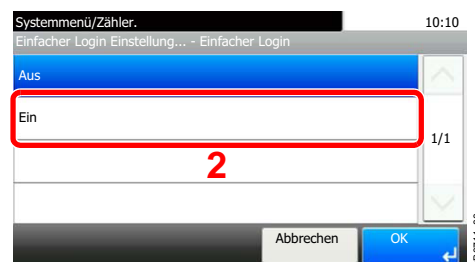 Systemmenü/Zähler. 10:10
Einfacher Login Einstellung... - Einfacher Login
Aus
Ein
1/1
2
Abbrechen OK